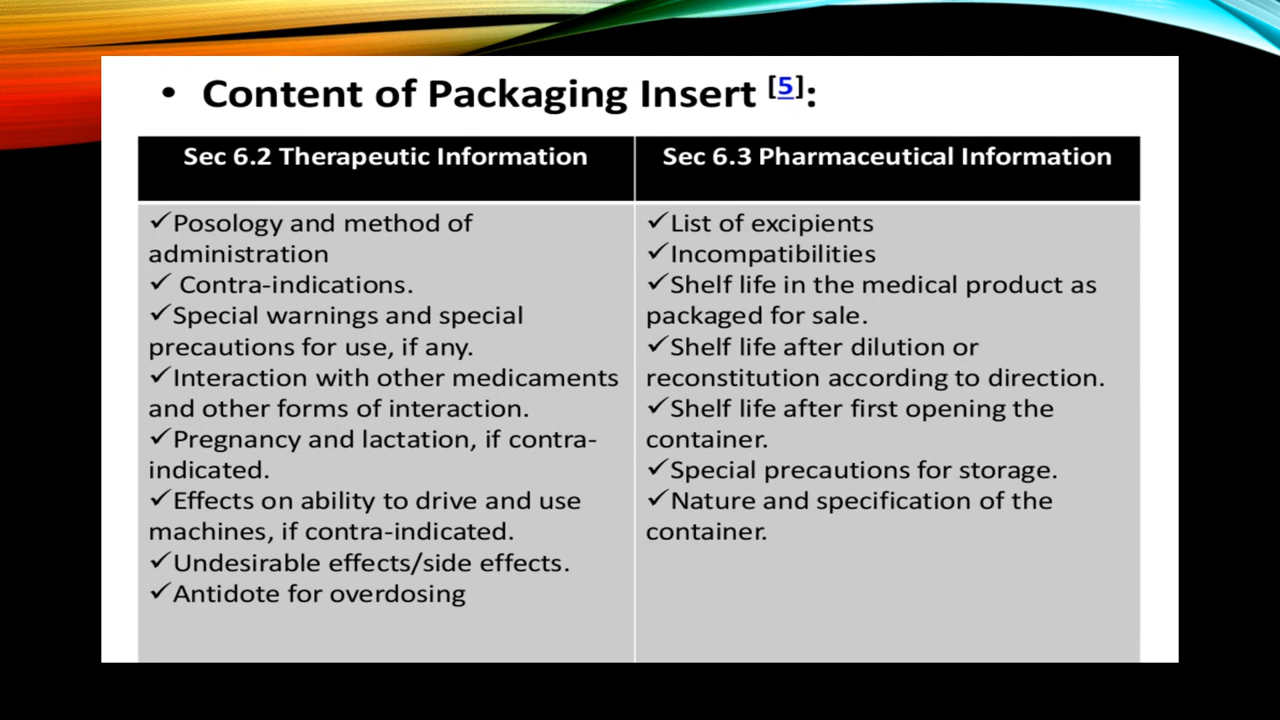 • Content of Packaging Insert [5]:
Sec 6.2 Therapeutic Information
✓Posology and method of
administration
✓ Contra-indications.
✓Special warnings and special
precautions for use, if any.
✓Interaction with other medicaments
and other forms of interaction.
✓Pregnancy and lactation, if contra-
indicated.
✓Effects on ability to drive and use
machines, if contra-indicated.
✓Undesirable effects/side effects.
✓Antidote for overdosing
Sec 6.3 Pharmaceutical Information
✓List of excipients
✓Incompatibilities
✓Shelf life in the medical product as
packaged for sale.
✓Shelf life after dilution or
reconstitution according to direction.
✓Shelf life after first opening the
container.
✓Special precautions for storage.
✓Nature and specification of the
container.